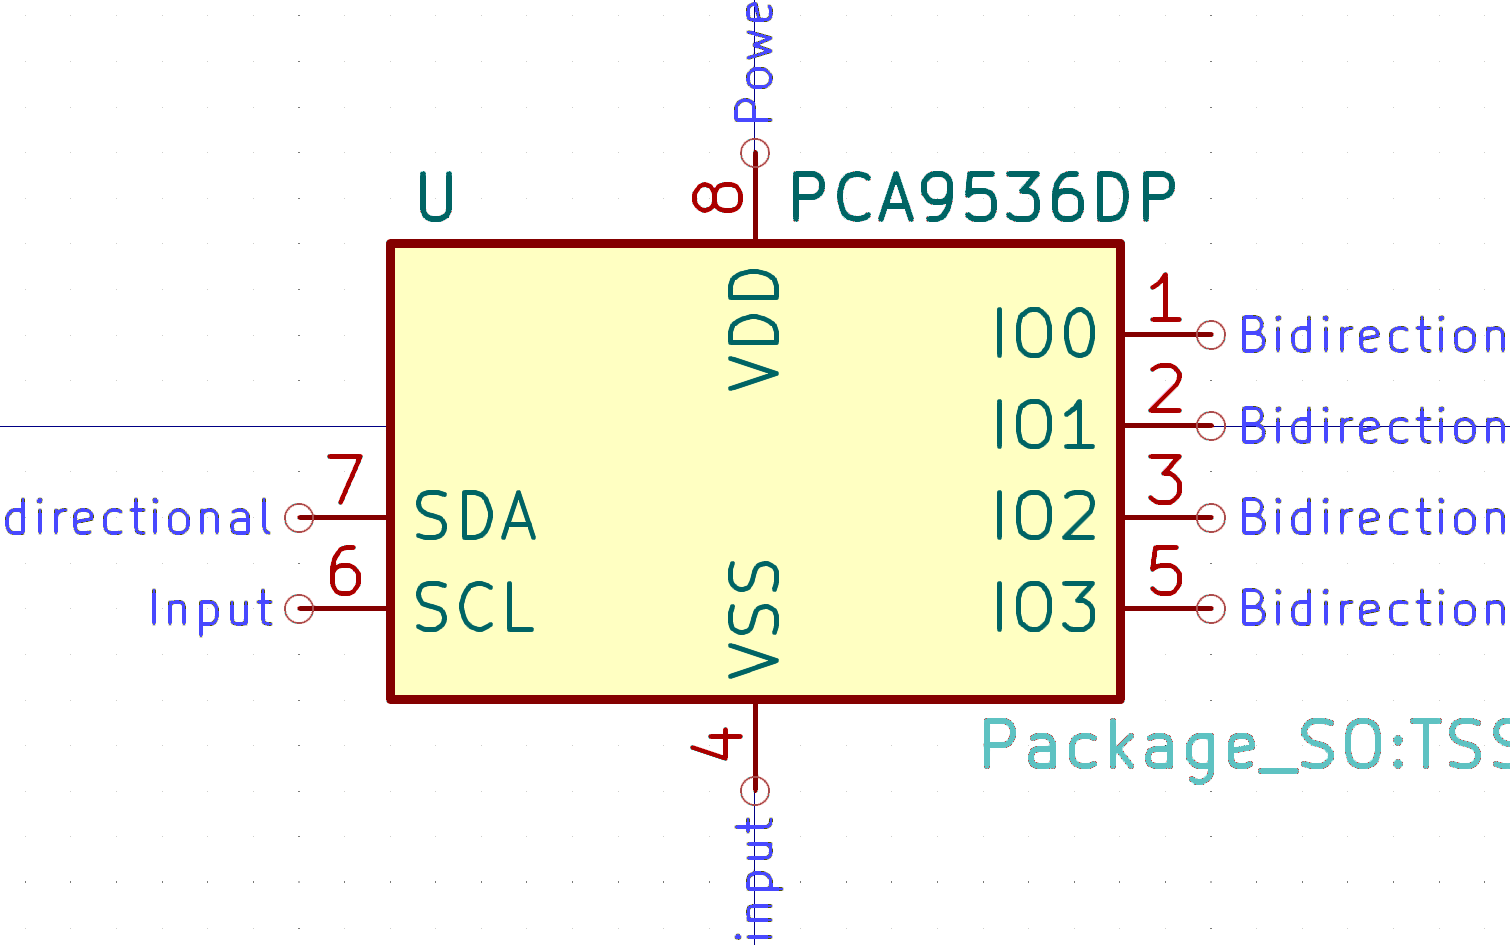 Powe
U
8
PCA9536DP
VDD
1
IO0
Bidirection
2
IO1
Bidirection
7
directional
SDA
3
IO2
Bidirection
6
Input
SCL
5
IO3
Bidirection
VSS
4
Package_SO:TSS
input